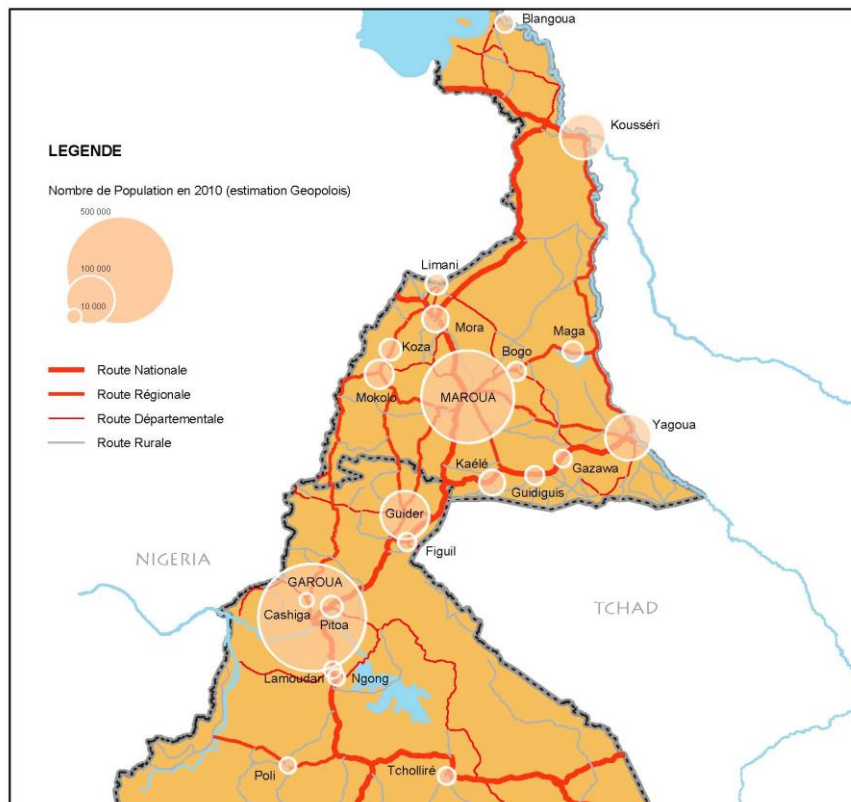 Blangoua
Kousséri
LEGENDE
Nombre de Population en 2010 (estimation Geopolois)
500 000
100 000
10 000
Route Nationale
Route Régionale
Route Départementale
Route Rurale
Limani
Mora
Koza
Maga
Bogo
Mokolo
MAROUA
Yagoua
Kaélé
Gazawa
Guidiguis
Guider
Figuil
NIGERIA
GAROUA
TCHAD
Cashiga
Pitoa
Lamoudan
Ngong
Poli
Tcholliré